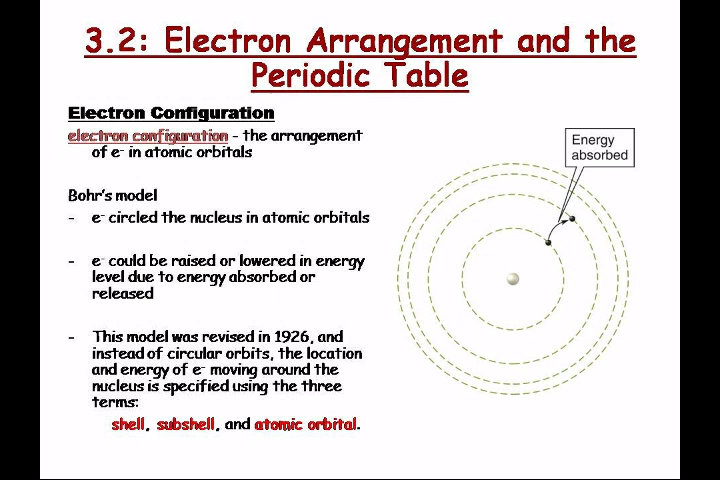 3.2: Electron Arrangement and the
Periodic Table
Electron Configuration
electron configuration - the arrangement
of e⁻ in atomic orbitals
Bohr's model
- e⁻ circled the nucleus in atomic orbitals
- e⁻ could be raised or lowered in energy
level due to energy absorbed or
released
- This model was revised in 1926, and
instead of circular orbits, the location
and energy of e⁻ moving around the
nucleus is specified using the three
terms:
shell, subshell, and atomic orbital.
Energy
absorbed